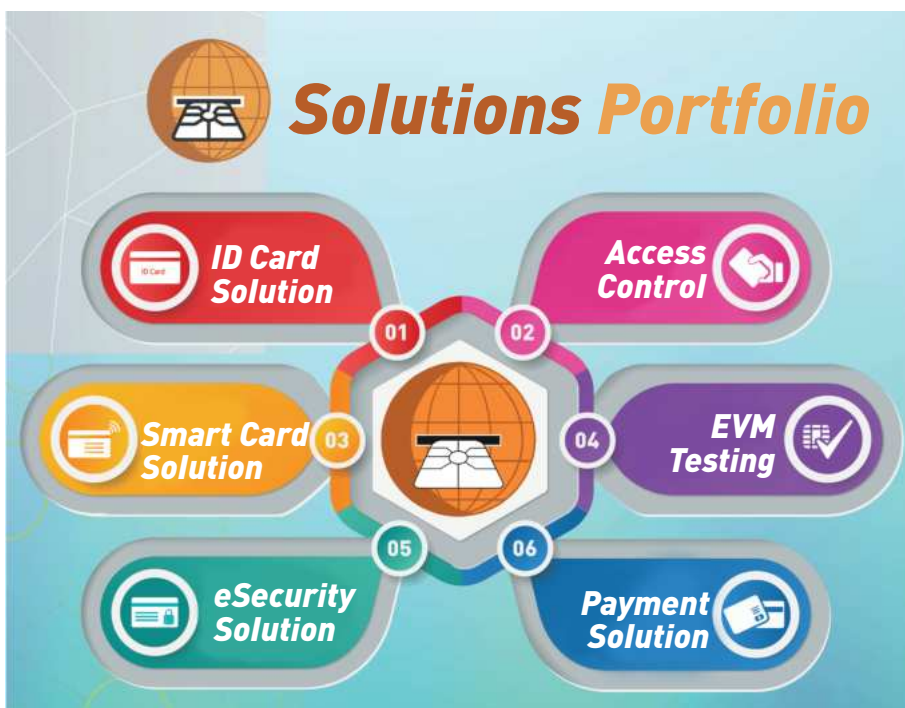 Solutions Portfolio
ID Card
ID Card
Solution
01
Access
Control
02
Smart Card
Solution
03
EVM
Testing
04
eSecurity
Solution
05
Payment
Solution
06